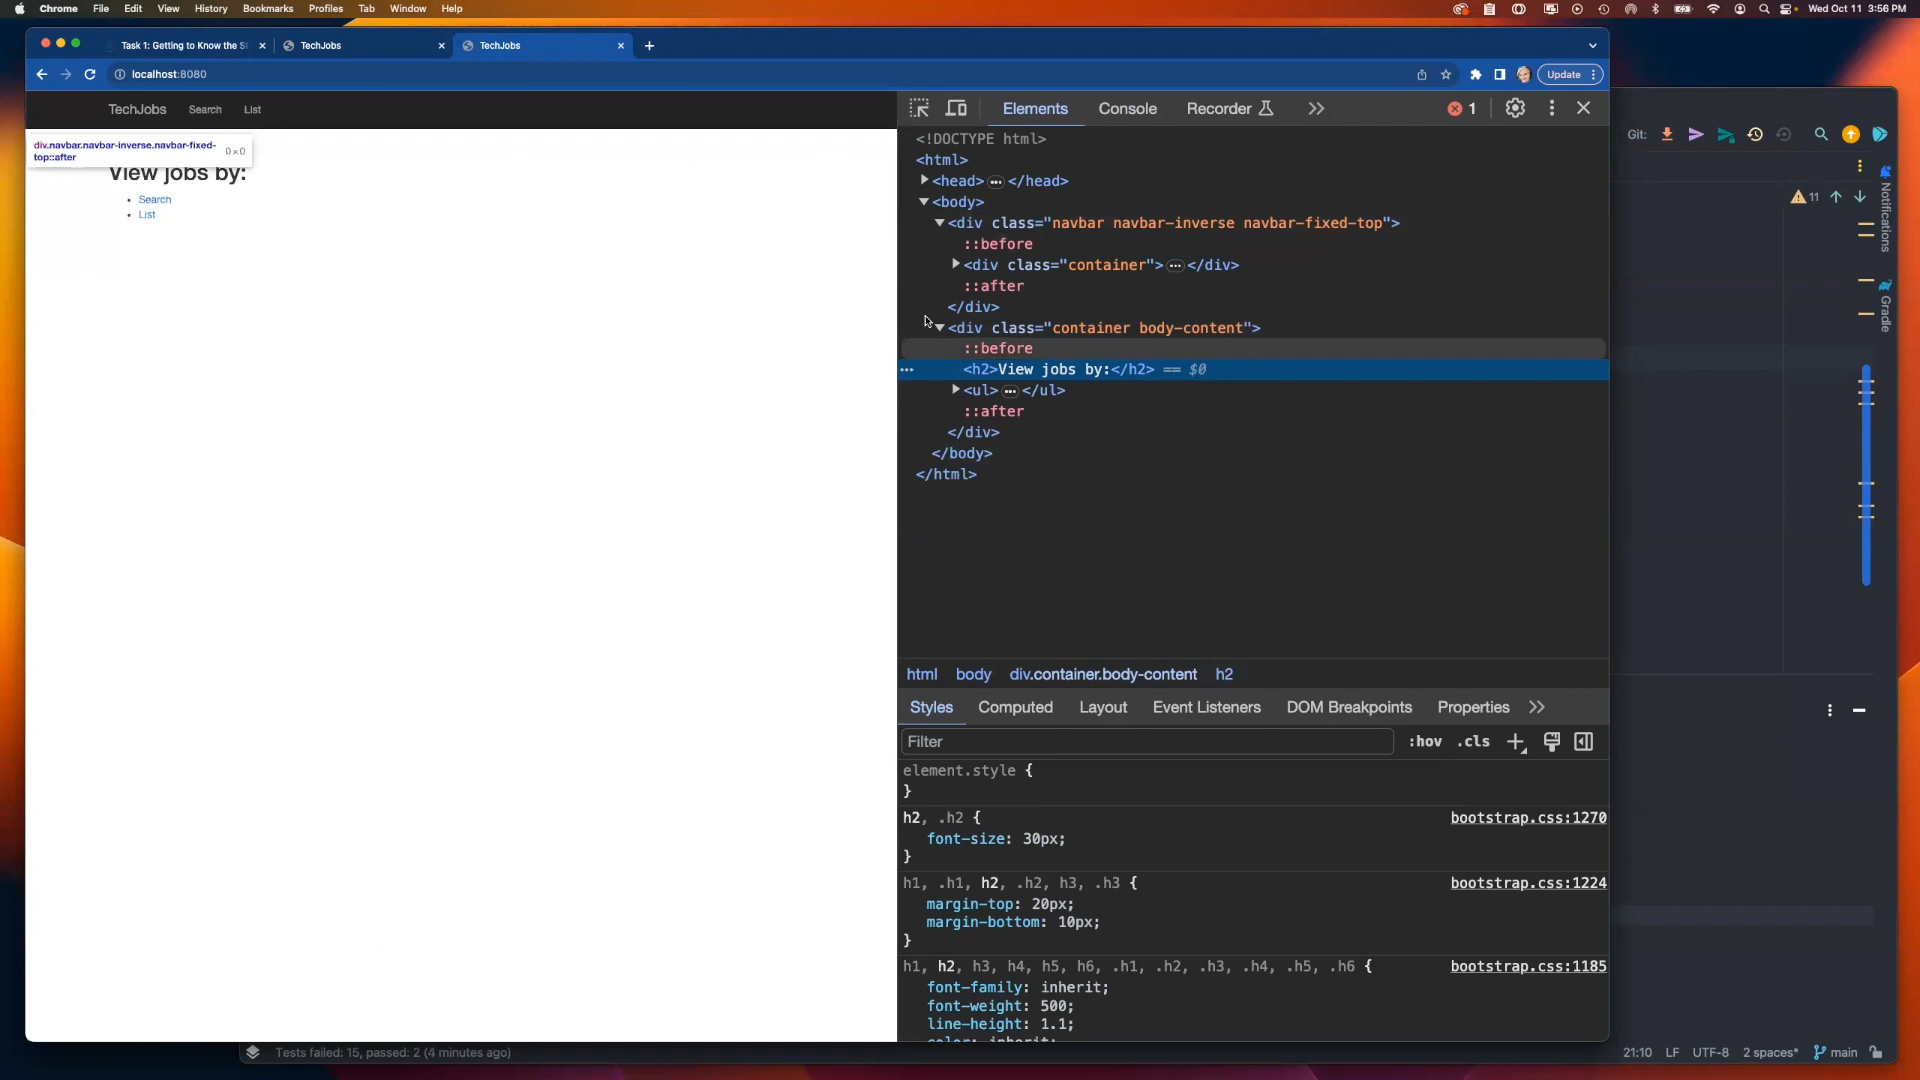 Chrome File Edit View History Bookmarks Profiles Tab Window Help Wed Oct 11 3:56 PM
Task 1: Getting to Know the St TechJobs TechJobs
localhost:8080 Update
TechJobs Search List
div.navbar.navbar-inverse.navbar-fixed-top::after 0×0
View jobs by:
Search
List
Elements Console Recorder 1
<!DOCTYPE html>
<html>
<head> ••• </head>
<body>
<div class="navbar navbar-inverse navbar-fixed-top">
::before
<div class="container"> ••• </div>
::after
</div>
<div class="container body-content">
::before
<h2>View jobs by:</h2> == $0
<ul> ••• </ul>
::after
</div>
</body>
</html>
html body div.container.body-content h2
Styles Computed Layout Event Listeners DOM Breakpoints Properties
Filter :hov .cls
element.style {
}
h2, .h2 { bootstrap.css:1270
font-size: 30px;
}
h1, .h1, h2, .h2, h3, .h3 { bootstrap.css:1224
margin-top: 20px;
margin-bottom: 10px;
}
h1, h2, h3, h4, h5, h6, .h1, .h2, .h3, .h4, .h5, .h6 { bootstrap.css:1185
font-family: inherit;
font-weight: 500;
line-height: 1.1;
color: inherit;
Git:
11
Notifications
Gradle
Tests failed: 15, passed: 2 (4 minutes ago) 21:10 LF UTF-8 2 spaces* main